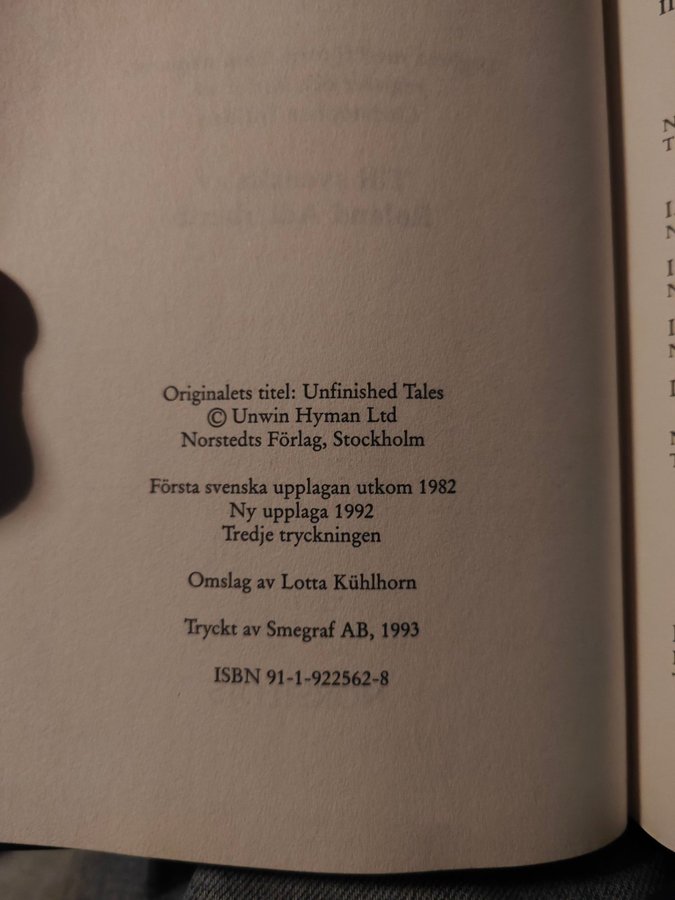 Originalets titel: Unfinished Tales
© Unwin Hyman Ltd
Norstedts Förlag, Stockholm
Första svenska upplagan utkom 1982
Ny upplaga 1992
Tredje tryckningen
Omslag av Lotta Kühlhorn
Tryckt av Smegraf AB, 1993
ISBN 91-1-922562-8